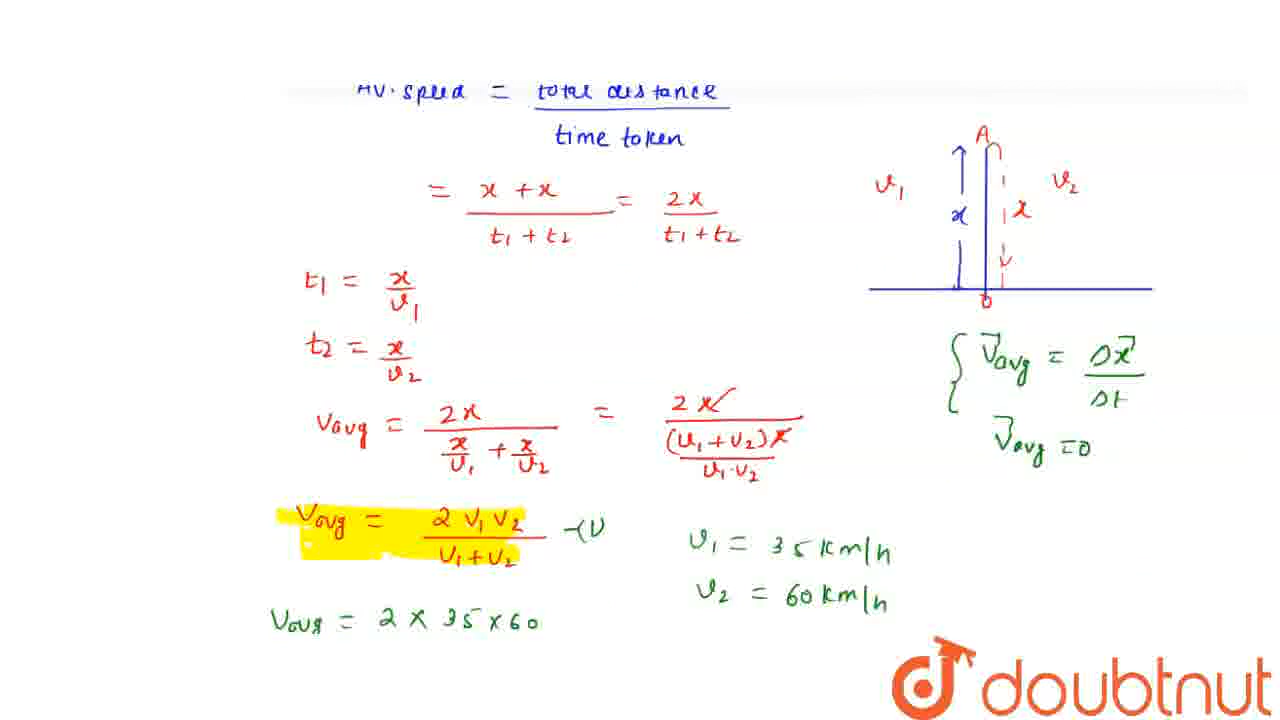 Av. speed = total distance
time taken
= x + x = 2x
t1 + t2 t1 + t2
t1 = x
v1
t2 = x
v2
vavg = 2x = 2x
x/v1 + x/v2 (v1 + v2) x
v1 . v2
Vavg = 2 V1 V2 -(1)
V1 + V2
Vavg = 2 × 35 × 60
v1 = 35 km/h
v2 = 60 km/h
A
v1 x x v2
O
Vavg = Δx
Δt
Vavg = 0
doubtnut